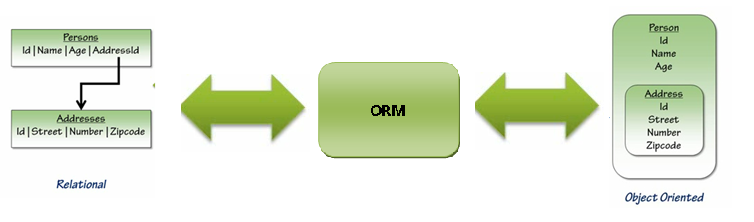 Persons
Id | Name | Age | AddressId
Addresses
Id | Street | Number | Zipcode
Relational
ORM
Person
Id
Name
Age
Address
Id
Street
Number
Zipcode
Object Oriented